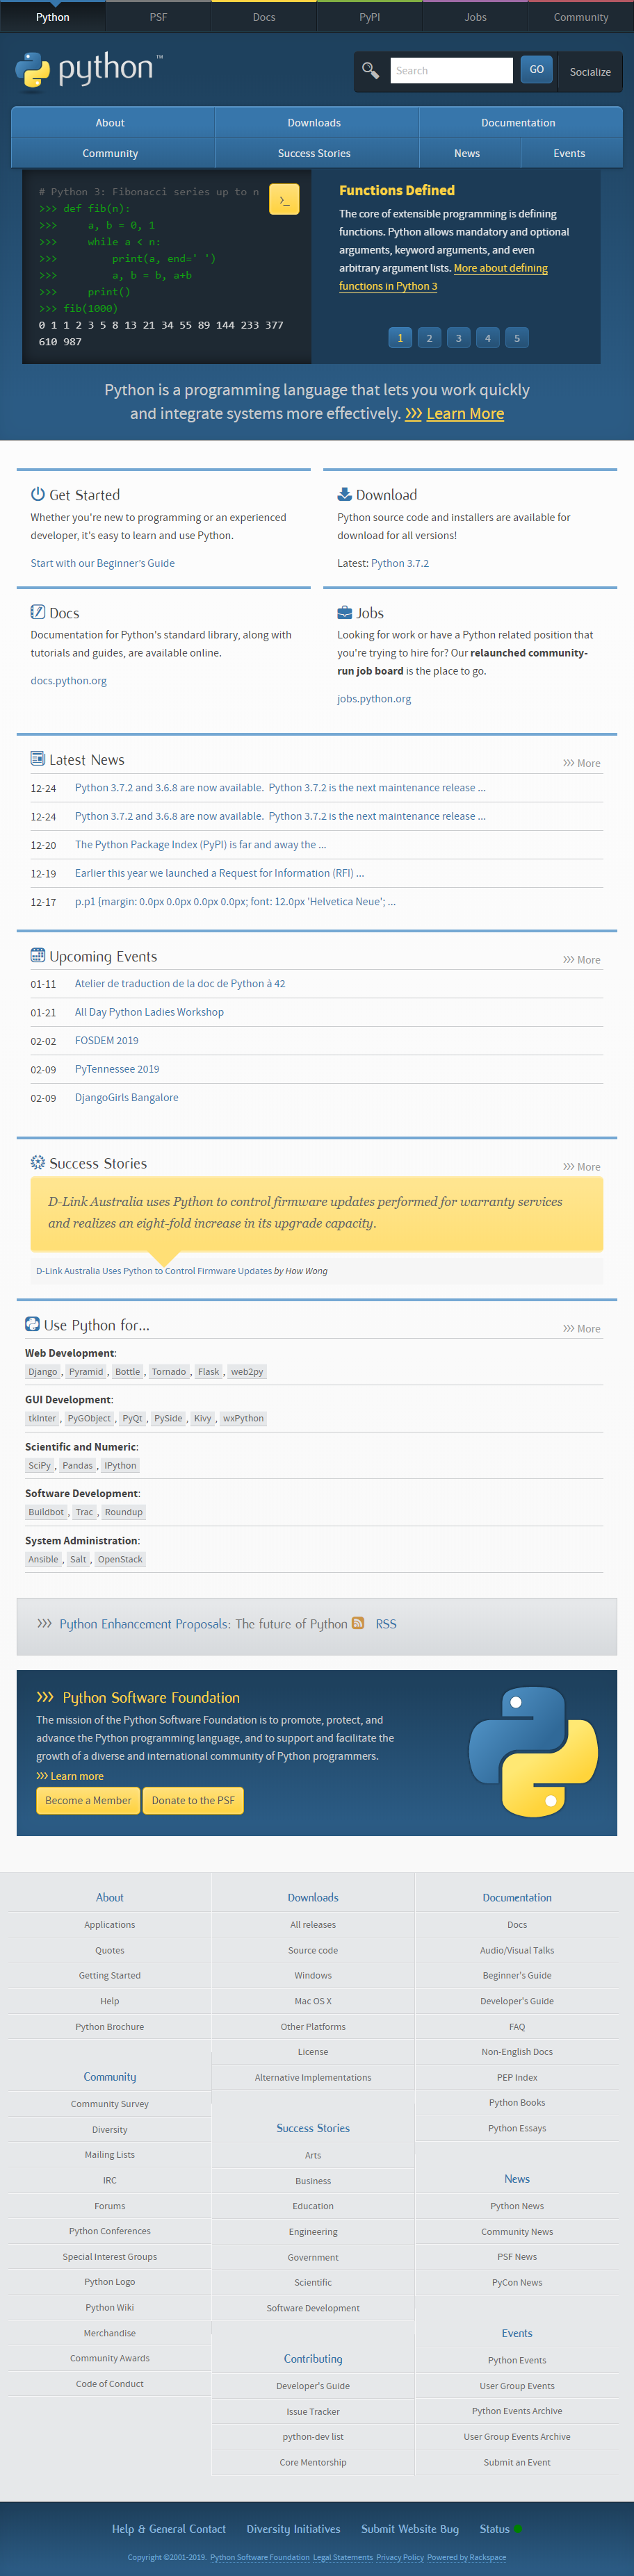 Python PSF Docs PyPI Jobs Community
python™
Search GO Socialize
About Downloads Documentation
Community Success Stories News Events
# Python 3: Fibonacci series up to n
>>> def fib(n):
>>>     a, b = 0, 1
>>>     while a < n:
>>>         print(a, end=' ')
>>>         a, b = b, a+b
>>>     print()
>>> fib(1000)
0 1 1 2 3 5 8 13 21 34 55 89 144 233 377
610 987
>_
Functions Defined
The core of extensible programming is defining
functions. Python allows mandatory and optional
arguments, keyword arguments, and even
arbitrary argument lists. More about defining
functions in Python 3
1 2 3 4 5
Python is a programming language that lets you work quickly
and integrate systems more effectively. >>> Learn More
Get Started
Whether you're new to programming or an experienced
developer, it's easy to learn and use Python.
Start with our Beginner's Guide
Download
Python source code and installers are available for
download for all versions!
Latest: Python 3.7.2
Docs
Documentation for Python's standard library, along with
tutorials and guides, are available online.
docs.python.org
Jobs
Looking for work or have a Python related position that
you're trying to hire for? Our relaunched community-
run job board is the place to go.
jobs.python.org
Latest News
>>> More
12-24 Python 3.7.2 and 3.6.8 are now available.  Python 3.7.2 is the next maintenance release ...
12-24 Python 3.7.2 and 3.6.8 are now available.  Python 3.7.2 is the next maintenance release ...
12-20 The Python Package Index (PyPI) is far and away the ...
12-19 Earlier this year we launched a Request for Information (RFI) ...
12-17 p.p1 {margin: 0.0px 0.0px 0.0px 0.0px; font: 12.0px 'Helvetica Neue'; ...
Upcoming Events
>>> More
01-11 Atelier de traduction de la doc de Python à 42
01-21 All Day Python Ladies Workshop
02-02 FOSDEM 2019
02-09 PyTennessee 2019
02-09 DjangoGirls Bangalore
Success Stories
>>> More
D-Link Australia uses Python to control firmware updates performed for warranty services
and realizes an eight-fold increase in its upgrade capacity.
D-Link Australia Uses Python to Control Firmware Updates by How Wong
Use Python for...
>>> More
Web Development:
Django, Pyramid, Bottle, Tornado, Flask, web2py
GUI Development:
tkInter, PyGObject, PyQt, PySide, Kivy, wxPython
Scientific and Numeric:
SciPy, Pandas, IPython
Software Development:
Buildbot, Trac, Roundup
System Administration:
Ansible, Salt, OpenStack
>>> Python Enhancement Proposals: The future of Python RSS
>>> Python Software Foundation
The mission of the Python Software Foundation is to promote, protect, and
advance the Python programming language, and to support and facilitate the
growth of a diverse and international community of Python programmers.
>>> Learn more
Become a Member Donate to the PSF
About
Applications
Quotes
Getting Started
Help
Python Brochure
Community
Community Survey
Diversity
Mailing Lists
IRC
Forums
Python Conferences
Special Interest Groups
Python Logo
Python Wiki
Merchandise
Community Awards
Code of Conduct
Downloads
All releases
Source code
Windows
Mac OS X
Other Platforms
License
Alternative Implementations
Success Stories
Arts
Business
Education
Engineering
Government
Scientific
Software Development
Contributing
Developer's Guide
Issue Tracker
python-dev list
Core Mentorship
Documentation
Docs
Audio/Visual Talks
Beginner's Guide
Developer's Guide
FAQ
Non-English Docs
PEP Index
Python Books
Python Essays
News
Python News
Community News
PSF News
PyCon News
Events
Python Events
User Group Events
Python Events Archive
User Group Events Archive
Submit an Event
Help & General Contact Diversity Initiatives Submit Website Bug Status
Copyright ©2001-2019. Python Software Foundation Legal Statements Privacy Policy Powered by Rackspace